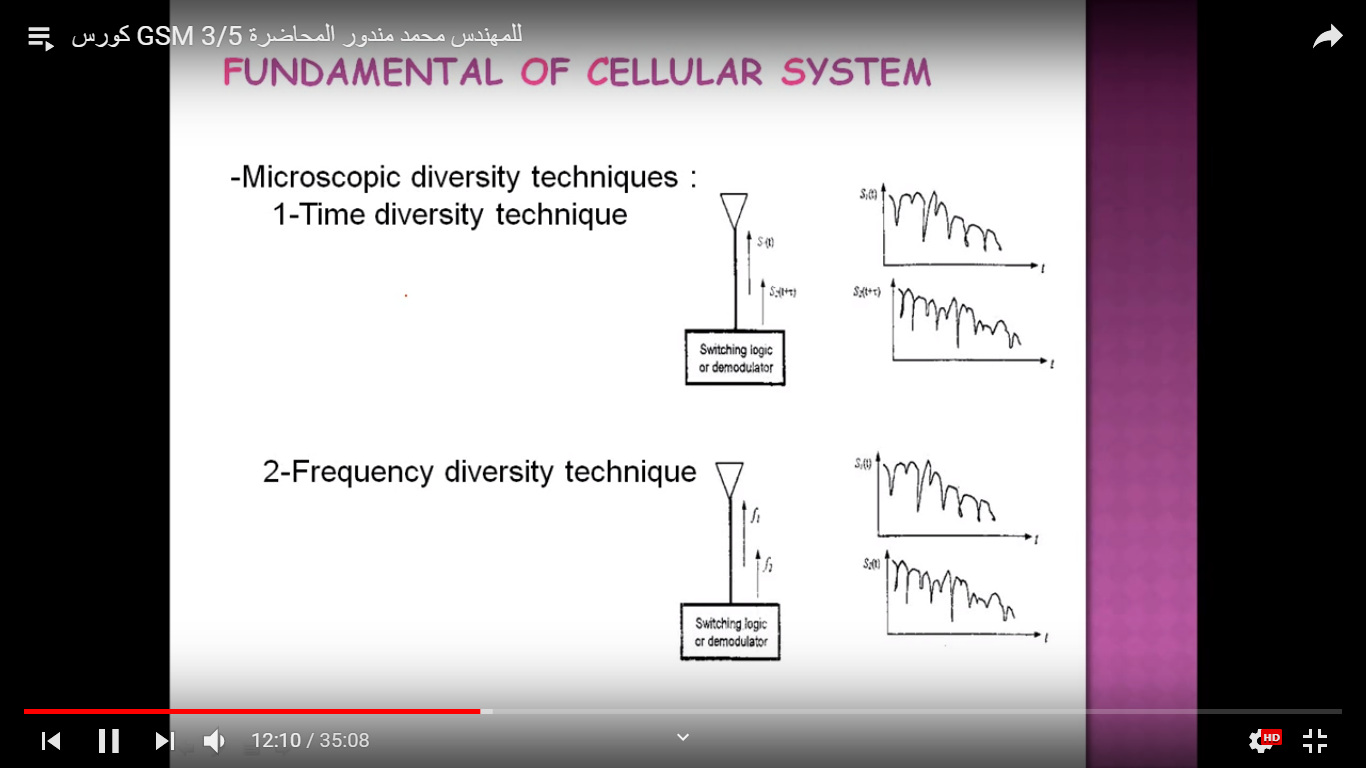 كورس GSM 3/5 للمهندس محمد مندور المحاضرة
FUNDAMENTAL OF CELLULAR SYSTEM
-Microscopic diversity techniques :
1-Time diversity technique
S₁(t)
S₂(t+τ)
Switching logic
or demodulator
S₁(t)
t
S₂(t+τ)
t
2-Frequency diversity technique
f₁
f₂
Switching logic
or demodulator
S₁(t)
t
S₂(t)
t
12:10 / 35:08
HD